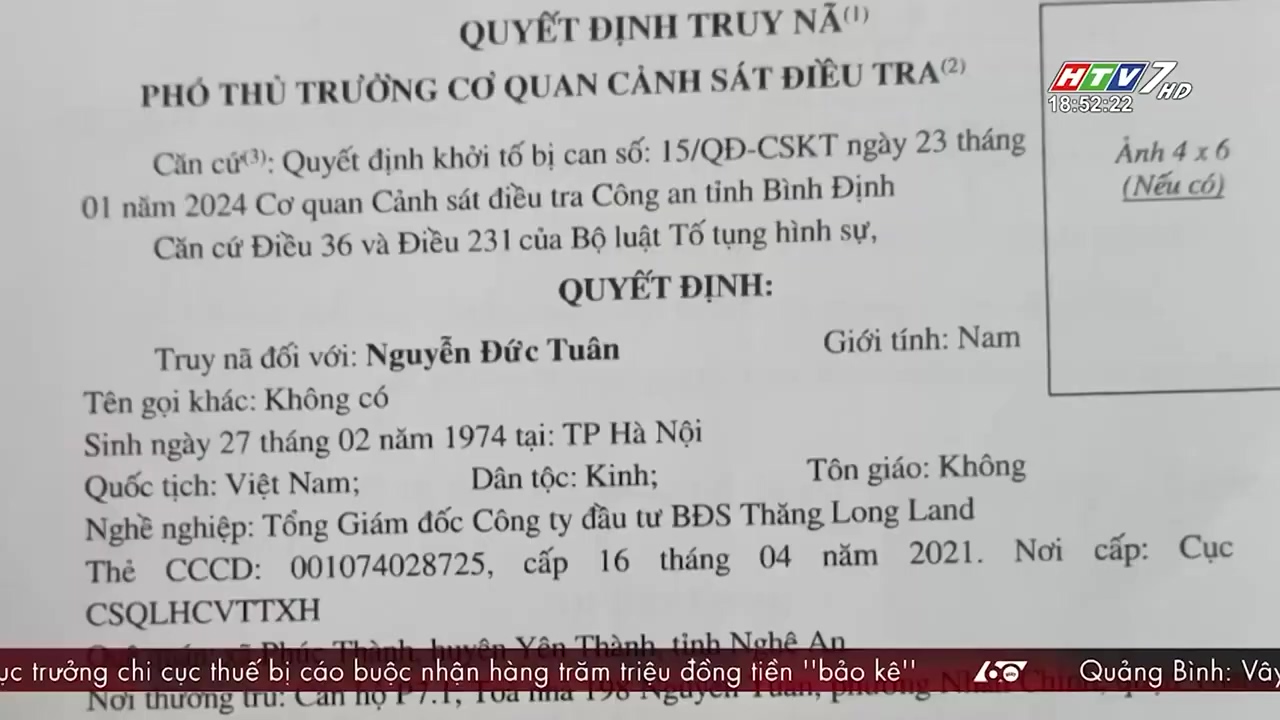 QUYẾT ĐỊNH TRUY NÃ(1)
PHÓ THỦ TRƯỞNG CƠ QUAN CẢNH SÁT ĐIỀU TRA(2)
HTV7 HD
18:52:22
Ảnh 4 x 6
(Nếu có)
Căn cứ(3): Quyết định khởi tố bị can số: 15/QĐ-CSKT ngày 23 tháng
01 năm 2024 Cơ quan Cảnh sát điều tra Công an tỉnh Bình Định
Căn cứ Điều 36 và Điều 231 của Bộ luật Tố tụng hình sự,
QUYẾT ĐỊNH:
Truy nã đối với: Nguyễn Đức Tuân Giới tính: Nam
Tên gọi khác: Không có
Sinh ngày 27 tháng 02 năm 1974 tại: TP Hà Nội
Quốc tịch: Việt Nam; Dân tộc: Kinh; Tôn giáo: Không
Nghề nghiệp: Tổng Giám đốc Công ty đầu tư BĐS Thăng Long Land
Thẻ CCCD: 001074028725, cấp 16 tháng 04 năm 2021. Nơi cấp: Cục
CSQLHCVTTXH
Quê quán: xã Phúc Thành, huyện Yên Thành, tỉnh Nghệ An
ục trưởng chi cục thuế bị cáo buộc nhận hàng trăm triệu đồng tiền "bảo kê" 60 giây Quảng Bình: Vây
Nơi thường trú: Căn hộ P7.1, Toà nhà 198 Nguyễn Tuân, phường Nhân Chính,